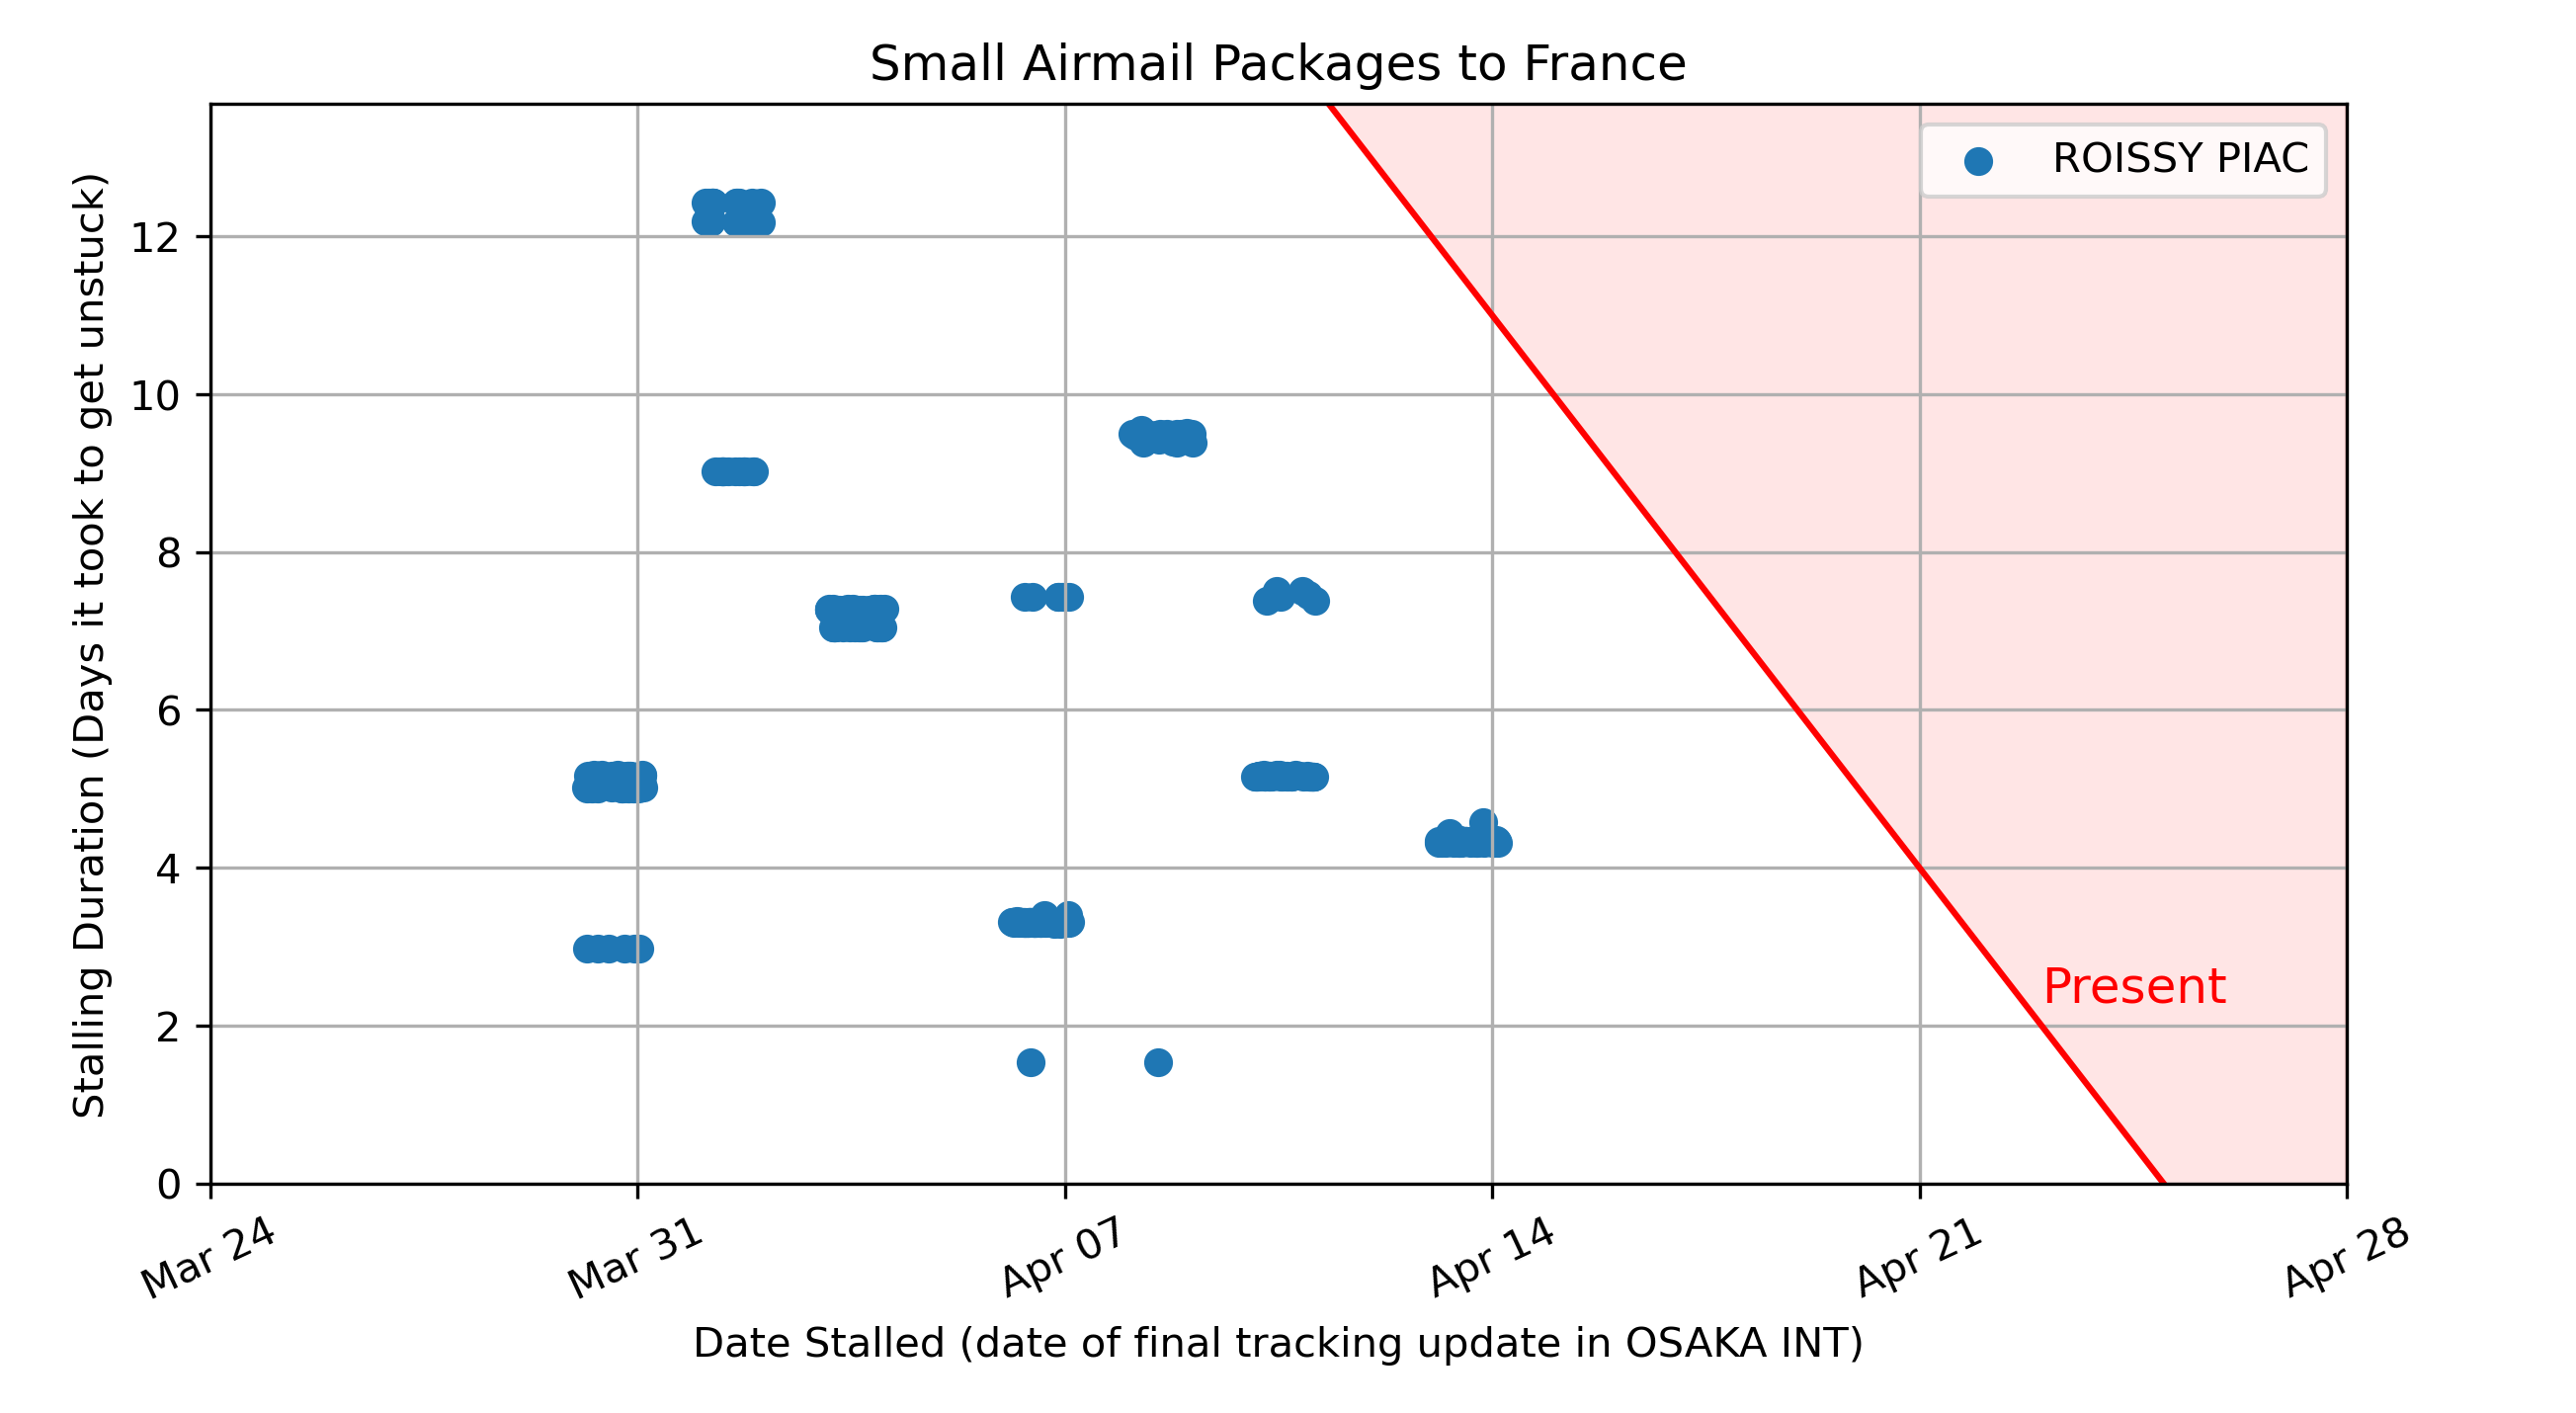 Small Airmail Packages to France
ROISSY PIAC
Stalling Duration (Days it took to get unstuck)
12
10
8
6
4
2
0
Present
Mar 24
Mar 31
Apr 07
Apr 14
Apr 21
Apr 28
Date Stalled (date of final tracking update in OSAKA INT)